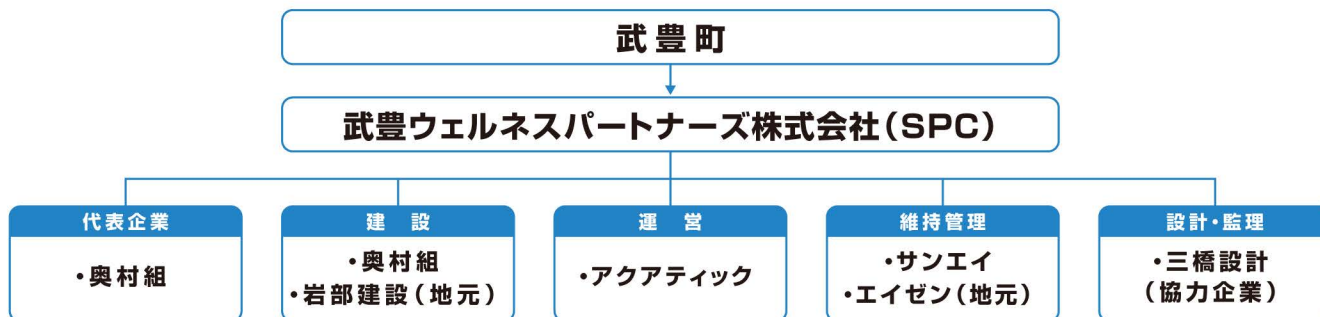 武豊町
武豊ウェルネスパートナーズ株式会社(SPC)
代表企業
・奥村組
建設
・奥村組
・岩部建設(地元)
運営
・アクアティック
維持管理
・サンエイ
・エイゼン(地元)
設計・監理
・三橋設計
(協力企業)